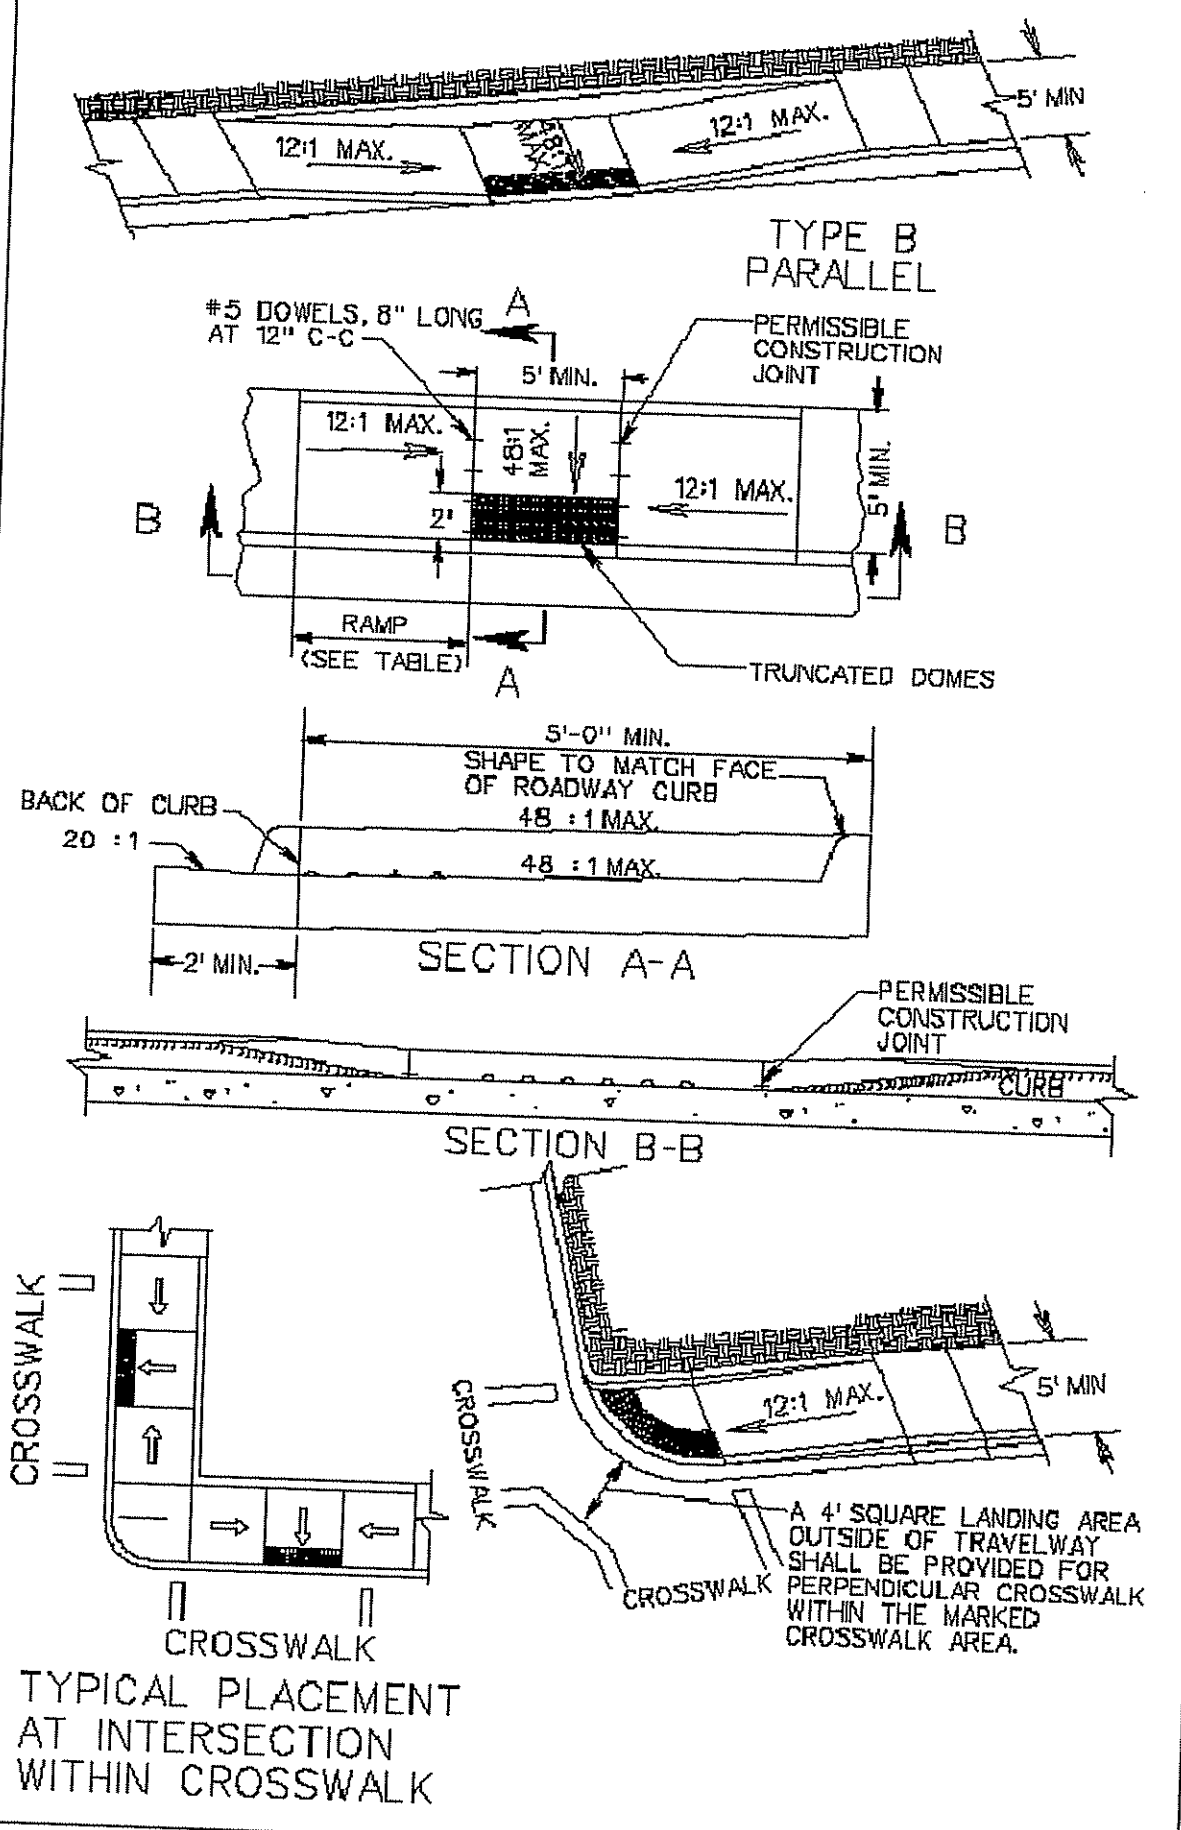 12:1 MAX.
48:1 MAX.
12:1 MAX.
5' MIN
TYPE B
PARALLEL
#5 DOWELS, 8" LONG
AT 12" C-C
A
PERMISSIBLE
CONSTRUCTION
JOINT
5' MIN.
12:1 MAX.
48:1
MAX.
12:1 MAX.
5' MIN.
2'
B
B
RAMP
(SEE TABLE)
A
TRUNCATED DOMES
5'-0" MIN.
SHAPE TO MATCH FACE
OF ROADWAY CURB
BACK OF CURB
20 :1
48 :1 MAX.
48 :1 MAX.
2' MIN.
SECTION A-A
PERMISSIBLE
CONSTRUCTION
JOINT
CURB
SECTION B-B
CROSSWALK
CROSSWALK
12:1 MAX.
5' MIN
CROSSWALK
CROSSWALK
A 4' SQUARE LANDING AREA
OUTSIDE OF TRAVELWAY
SHALL BE PROVIDED FOR
PERPENDICULAR CROSSWALK
WITHIN THE MARKED
CROSSWALK AREA.
TYPICAL PLACEMENT
AT INTERSECTION
WITHIN CROSSWALK